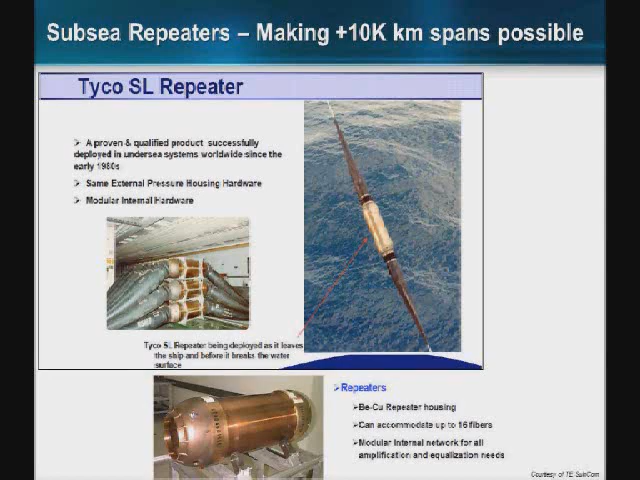 Subsea Repeaters – Making +10K km spans possible
Tyco SL Repeater
A proven & qualified product successfully
deployed in undersea systems worldwide since the
early 1980s
Same External Pressure Housing Hardware
Modular Internal Hardware
Tyco SL Repeater being deployed as it leaves
the ship and before it breaks the water
surface
Repeaters
Be-Cu Repeater housing
Can accommodate up to 16 fibers
Modular Internal network for all
amplification and equalization needs
Courtesy of TE SubCom